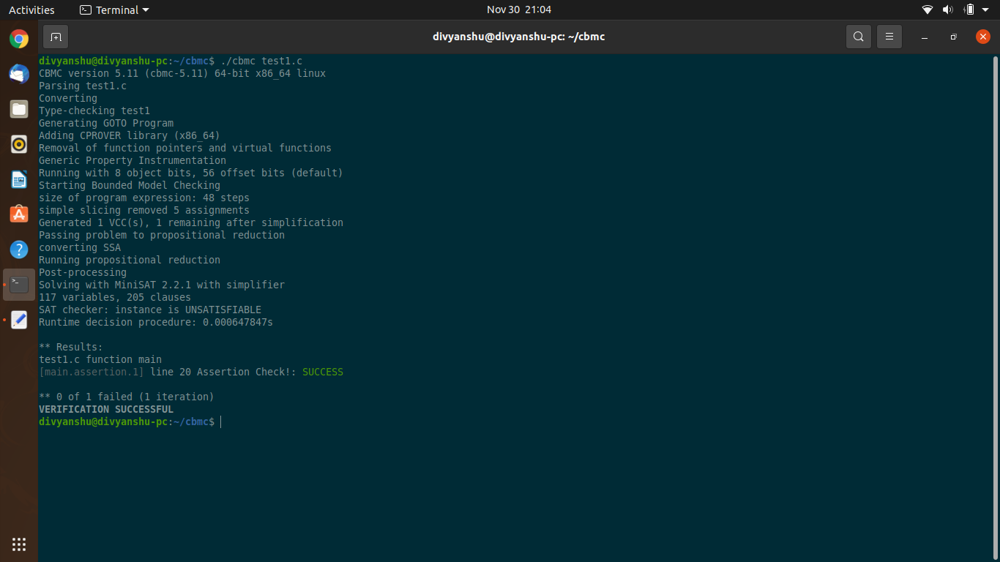 Activities
Terminal
Nov 30 21:04
divyanshu@divyanshu-pc: ~/cbmc
divyanshu@divyanshu-pc:~/cbmc$ ./cbmc test1.c
CBMC version 5.11 (cbmc-5.11) 64-bit x86_64 linux
Parsing test1.c
Converting
Type-checking test1
Generating GOTO Program
Adding CPROVER library (x86_64)
Removal of function pointers and virtual functions
Generic Property Instrumentation
Running with 8 object bits, 56 offset bits (default)
Starting Bounded Model Checking
size of program expression: 48 steps
simple slicing removed 5 assignments
Generated 1 VCC(s), 1 remaining after simplification
Passing problem to propositional reduction
converting SSA
Running propositional reduction
Post-processing
Solving with MiniSAT 2.2.1 with simplifier
117 variables, 205 clauses
SAT checker: instance is UNSATISFIABLE
Runtime decision procedure: 0.000647847s
** Results:
test1.c function main
[main.assertion.1] line 20 Assertion Check!: SUCCESS
** 0 of 1 failed (1 iteration)
VERIFICATION SUCCESSFUL
divyanshu@divyanshu-pc:~/cbmc$